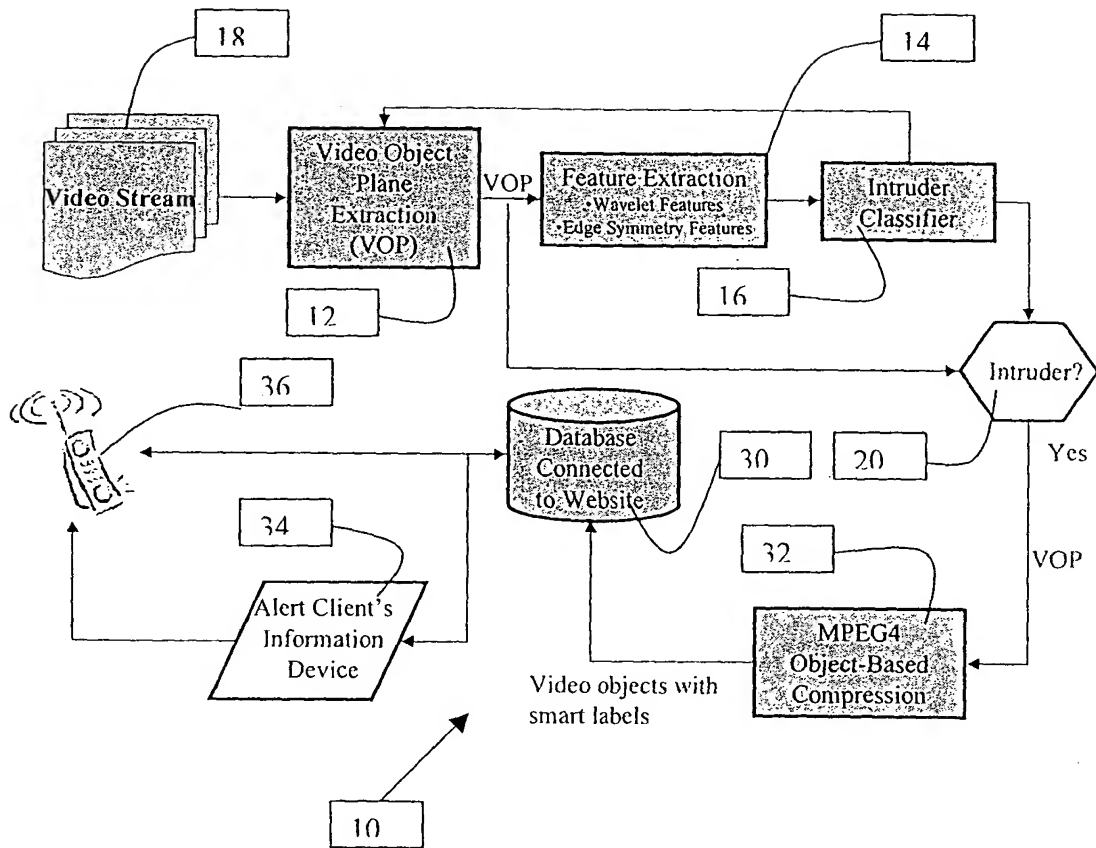 18
14
Video Stream
Video Object
Plane
Extraction
(VOP)
VOP
Feature Extraction
•Wavelet Features
•Edge Symmetry Features
Intruder
Classifier
12
16
36
Intruder?
Database
Connected
to Website
30
20
Yes
34
32
VOP
Alert Client's
Information
Device
MPEG4
Object-Based
Compression
Video objects with
smart labels
10